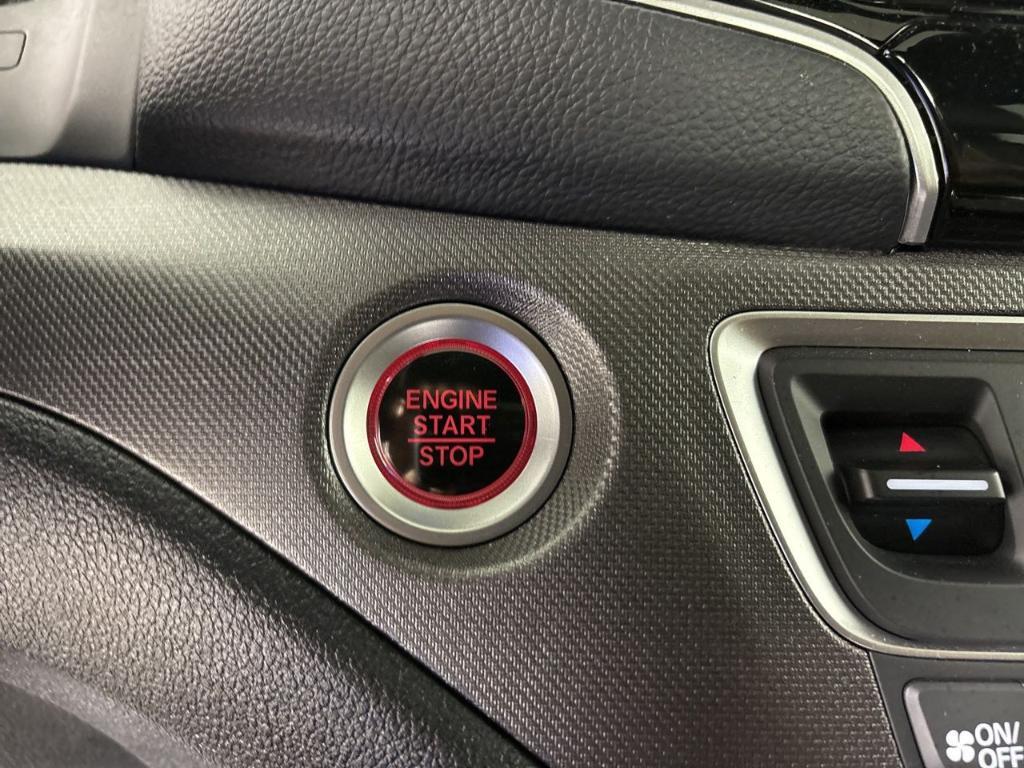 ENGINE
START
STOP
ON/
OFF